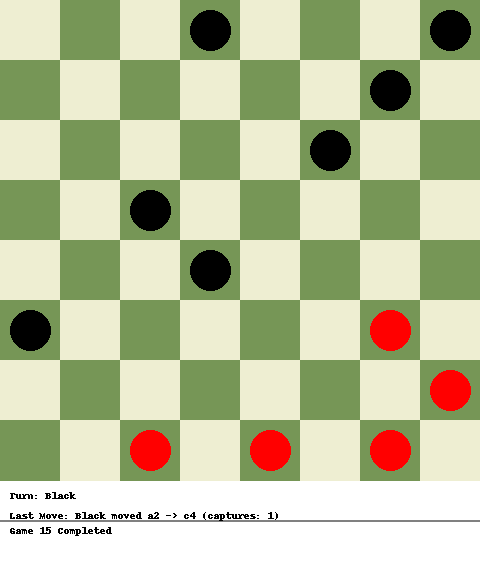 Turn: Black
Last Move: Black moved a2 -> c4 (captures: 1)
Game 15 Completed